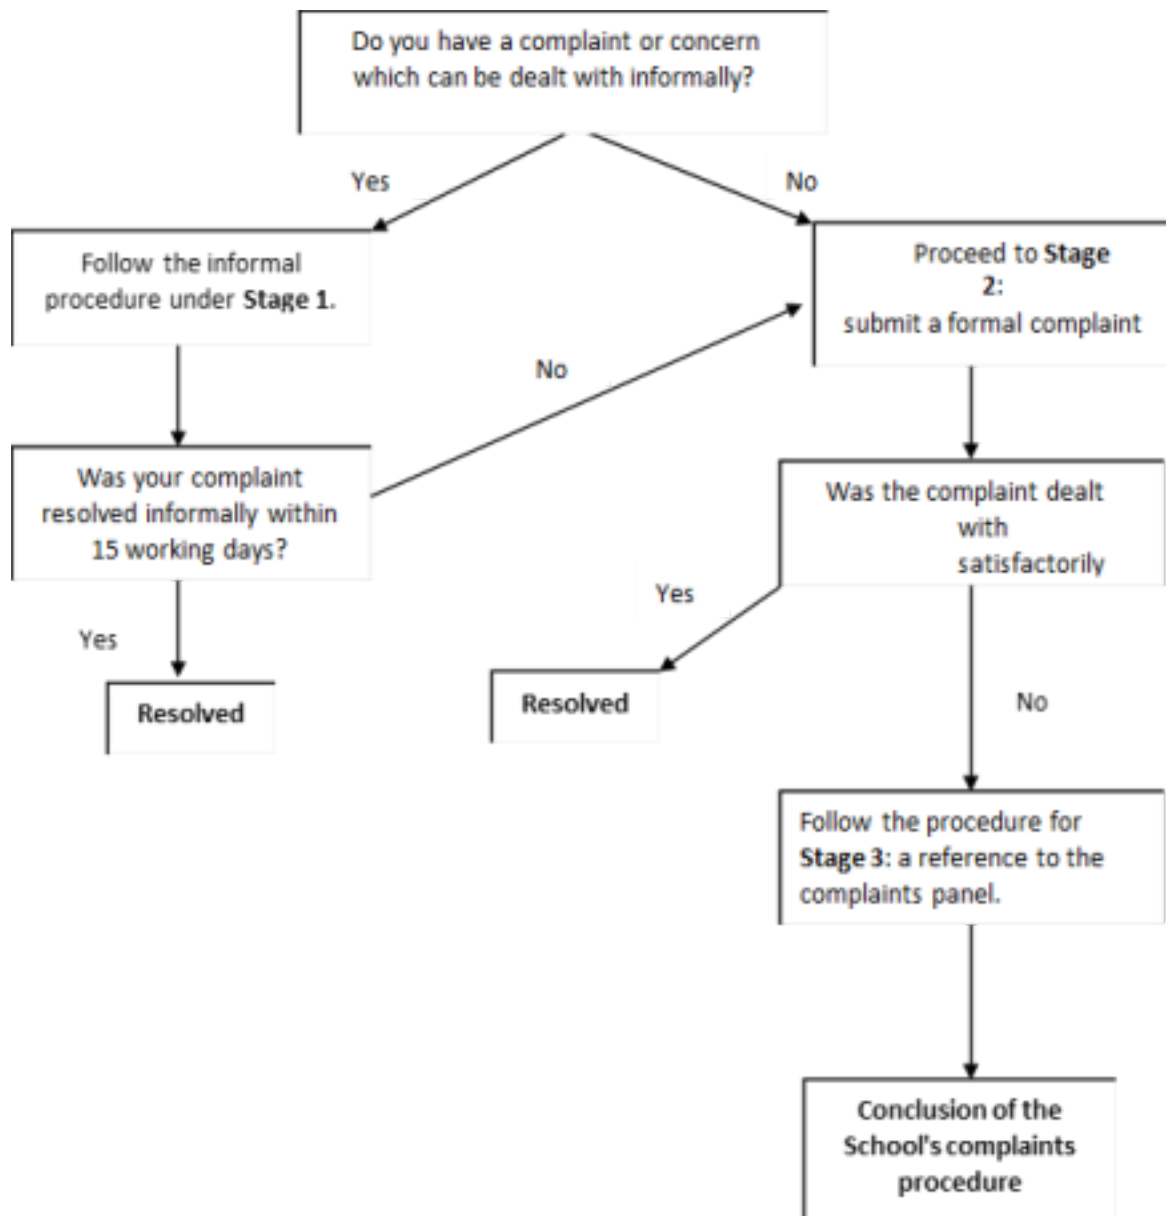 Do you have a complaint or concern
which can be dealt with informally?
Yes
No
Follow the informal
procedure under Stage 1.
Proceed to Stage
2:
submit a formal complaint
No
Was your complaint
resolved informally within
15 working days?
Was the complaint dealt
with
satisfactorily
Yes
Yes
Resolved
Resolved
No
Follow the procedure for
Stage 3: a reference to the
complaints panel.
Conclusion of the
School's complaints
procedure